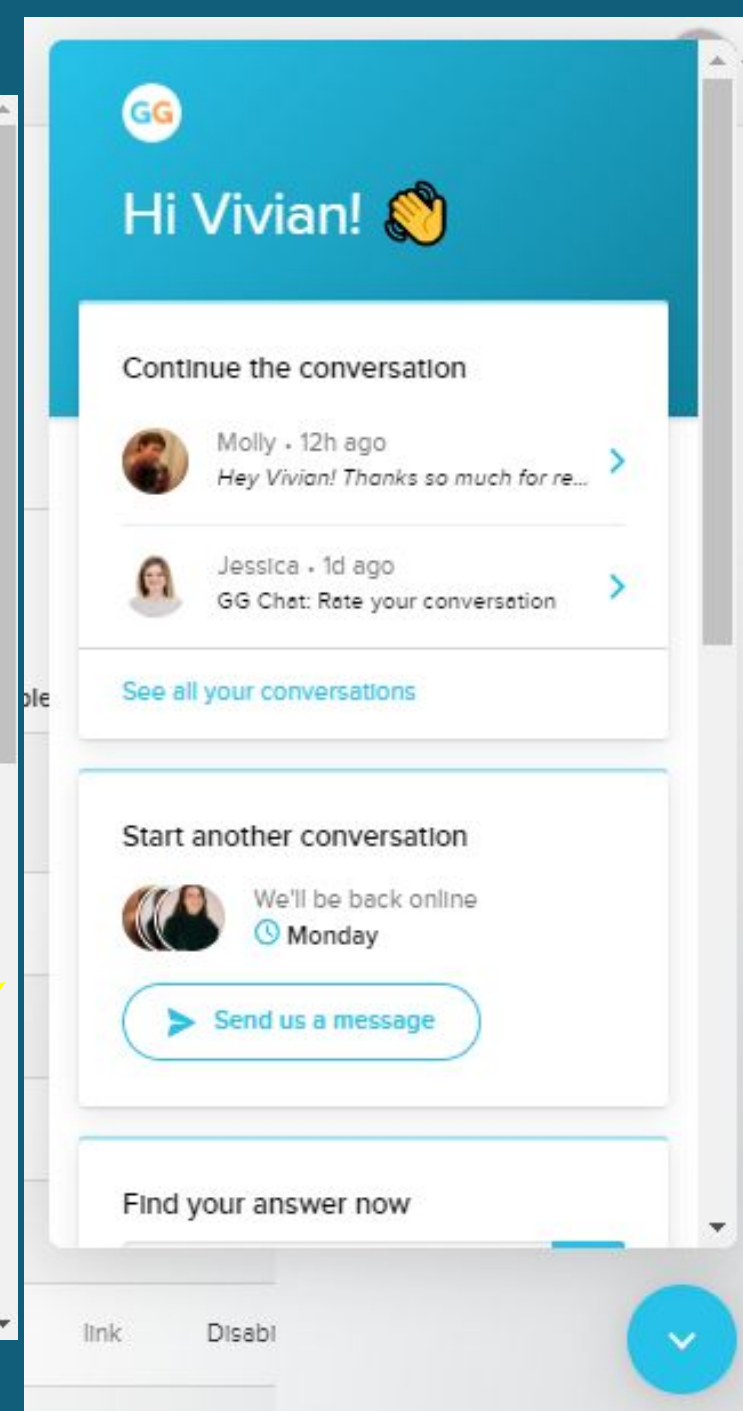 GG
Hi Vivian! 👋
Continue the conversation
Molly • 12h ago
Hey Vivian! Thanks so much for re...
Jessica • 1d ago
GG Chat: Rate your conversation
See all your conversations
Start another conversation
We'll be back online
Monday
Send us a message
Find your answer now
link Disabl